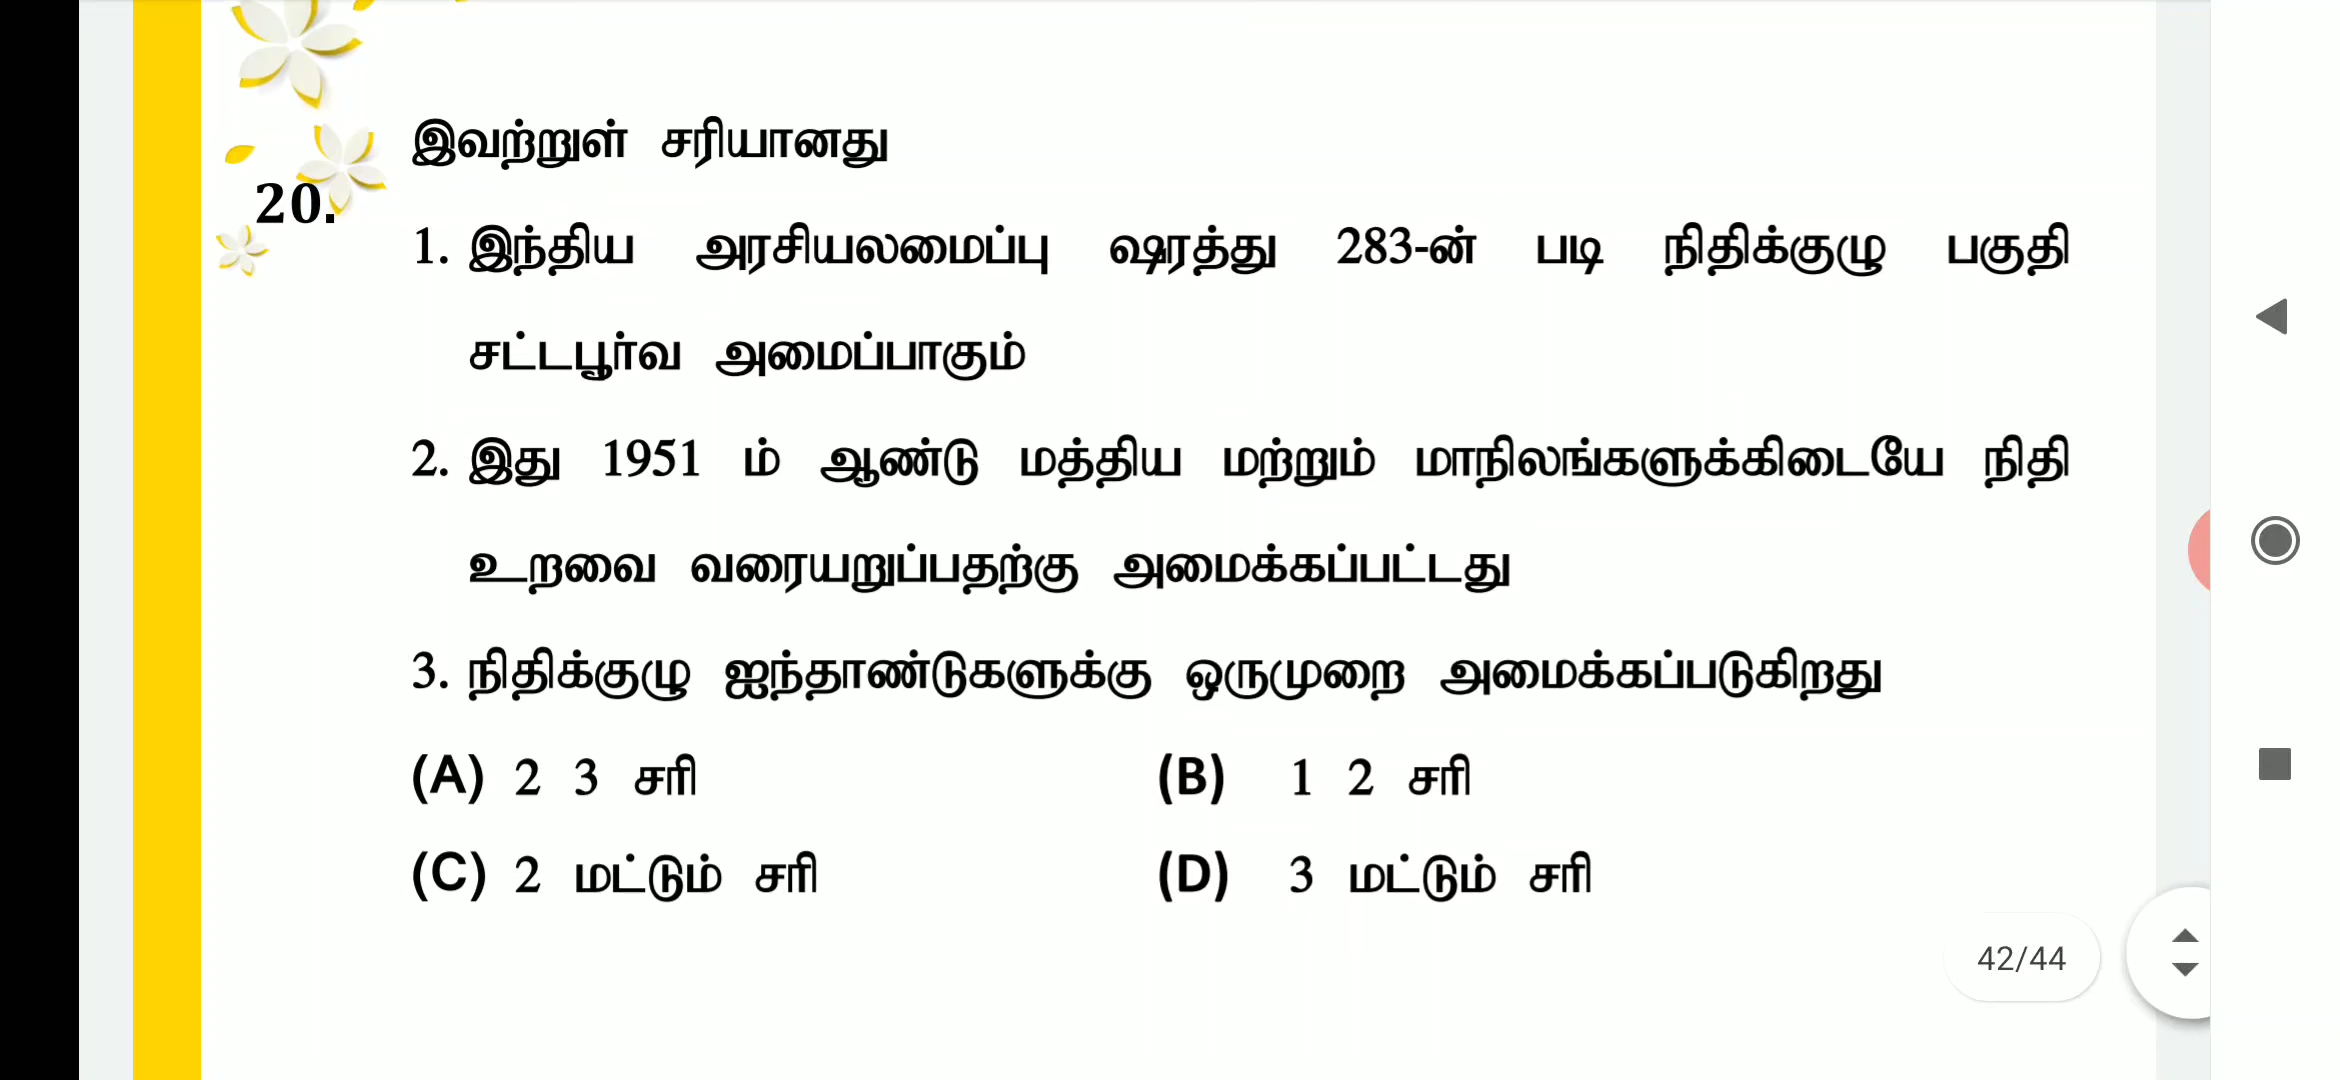 இவற்றுள் சரியானது
20.
1. இந்திய அரசியலமைப்பு ஷரத்து 283-ன் படி நிதிக்குழு பகுதி
சட்டபூர்வ அமைப்பாகும்
2. இது 1951 ம் ஆண்டு மத்திய மற்றும் மாநிலங்களுக்கிடையே நிதி
உறவை வரையறுப்பதற்கு அமைக்கப்பட்டது
3. நிதிக்குழு ஐந்தாண்டுகளுக்கு ஒருமுறை அமைக்கப்படுகிறது
(A) 2 3 சரி (B) 1 2 சரி
(C) 2 மட்டும் சரி (D) 3 மட்டும் சரி
42/44